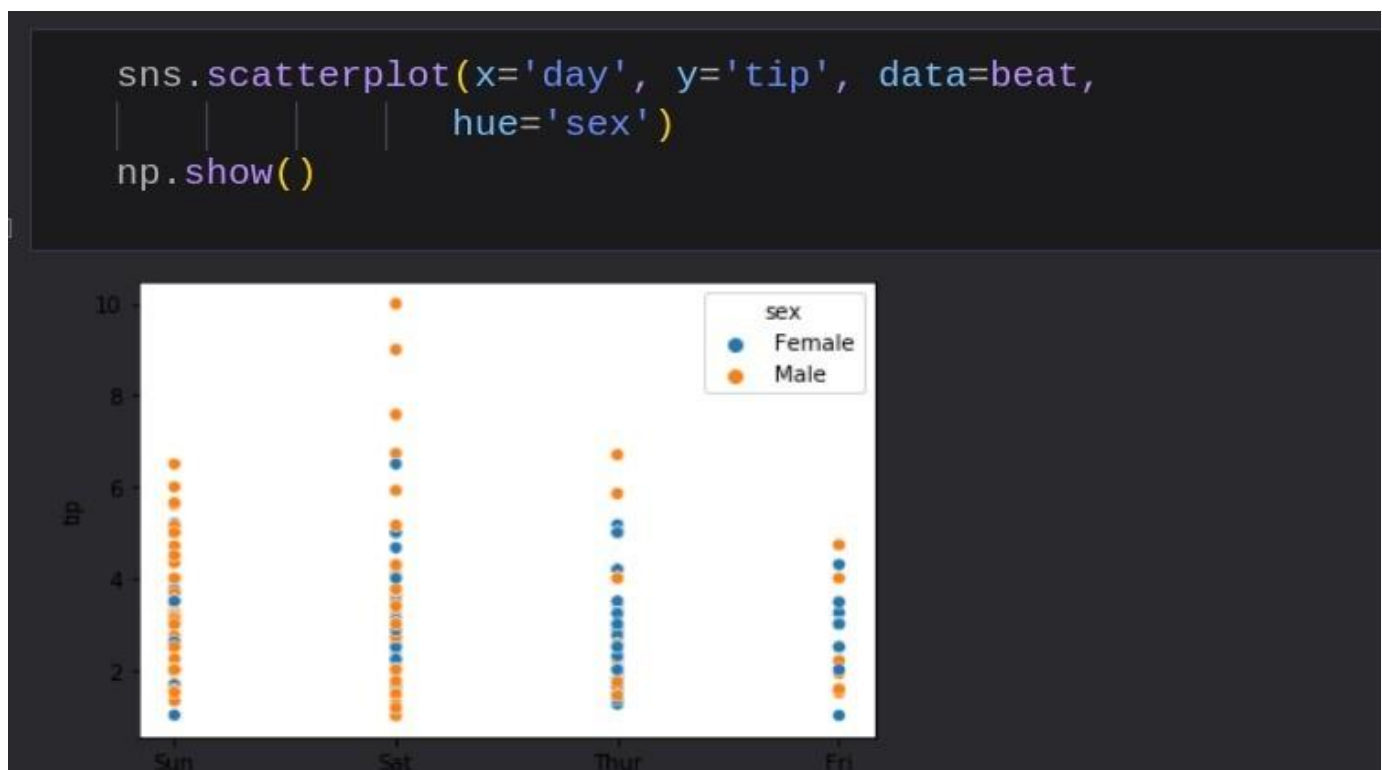 sns.scatterplot(x='day', y='tip', data=beat,
hue='sex')
np.show()
10
sex
Female
Male
8
6
tip
4
2
Sun Sat Thur Fri